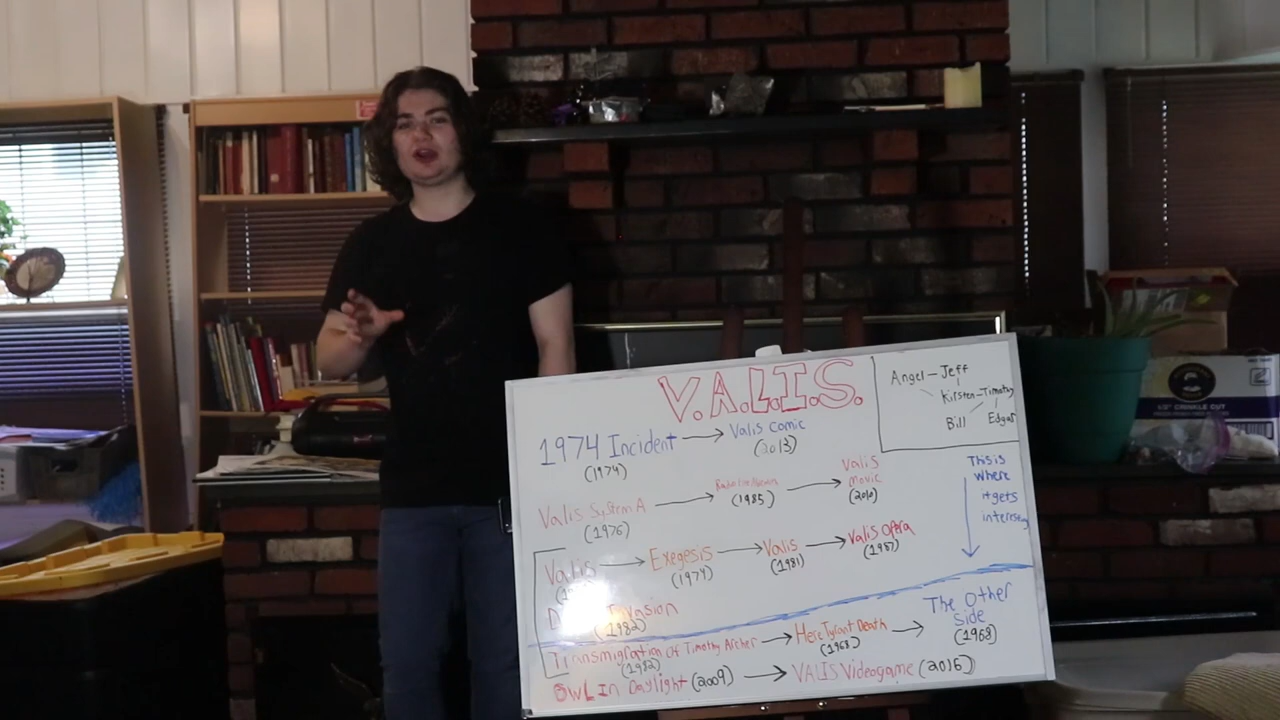 V.A.L.I.S.
Angel - Jeff
Kirsten - Timothy
Bill Edgar
1974 Incident → Valis Comic
(1974) (2013)
Valis System A → (1985) → Valis movie
(1976) (2010)
This is
Where
it gets
interesting
Valis → Exegesis → Valis → Valis Opera
(1974) (1981) (1987)
Invasion
(1982)
Transmigration Of Timothy Archer → Here Tyrant Death → The Other Side
(1982) (1968) (1968)
Owl In Daylight (2009) → VALIS Videogame (2016)
CRINKLE CUT